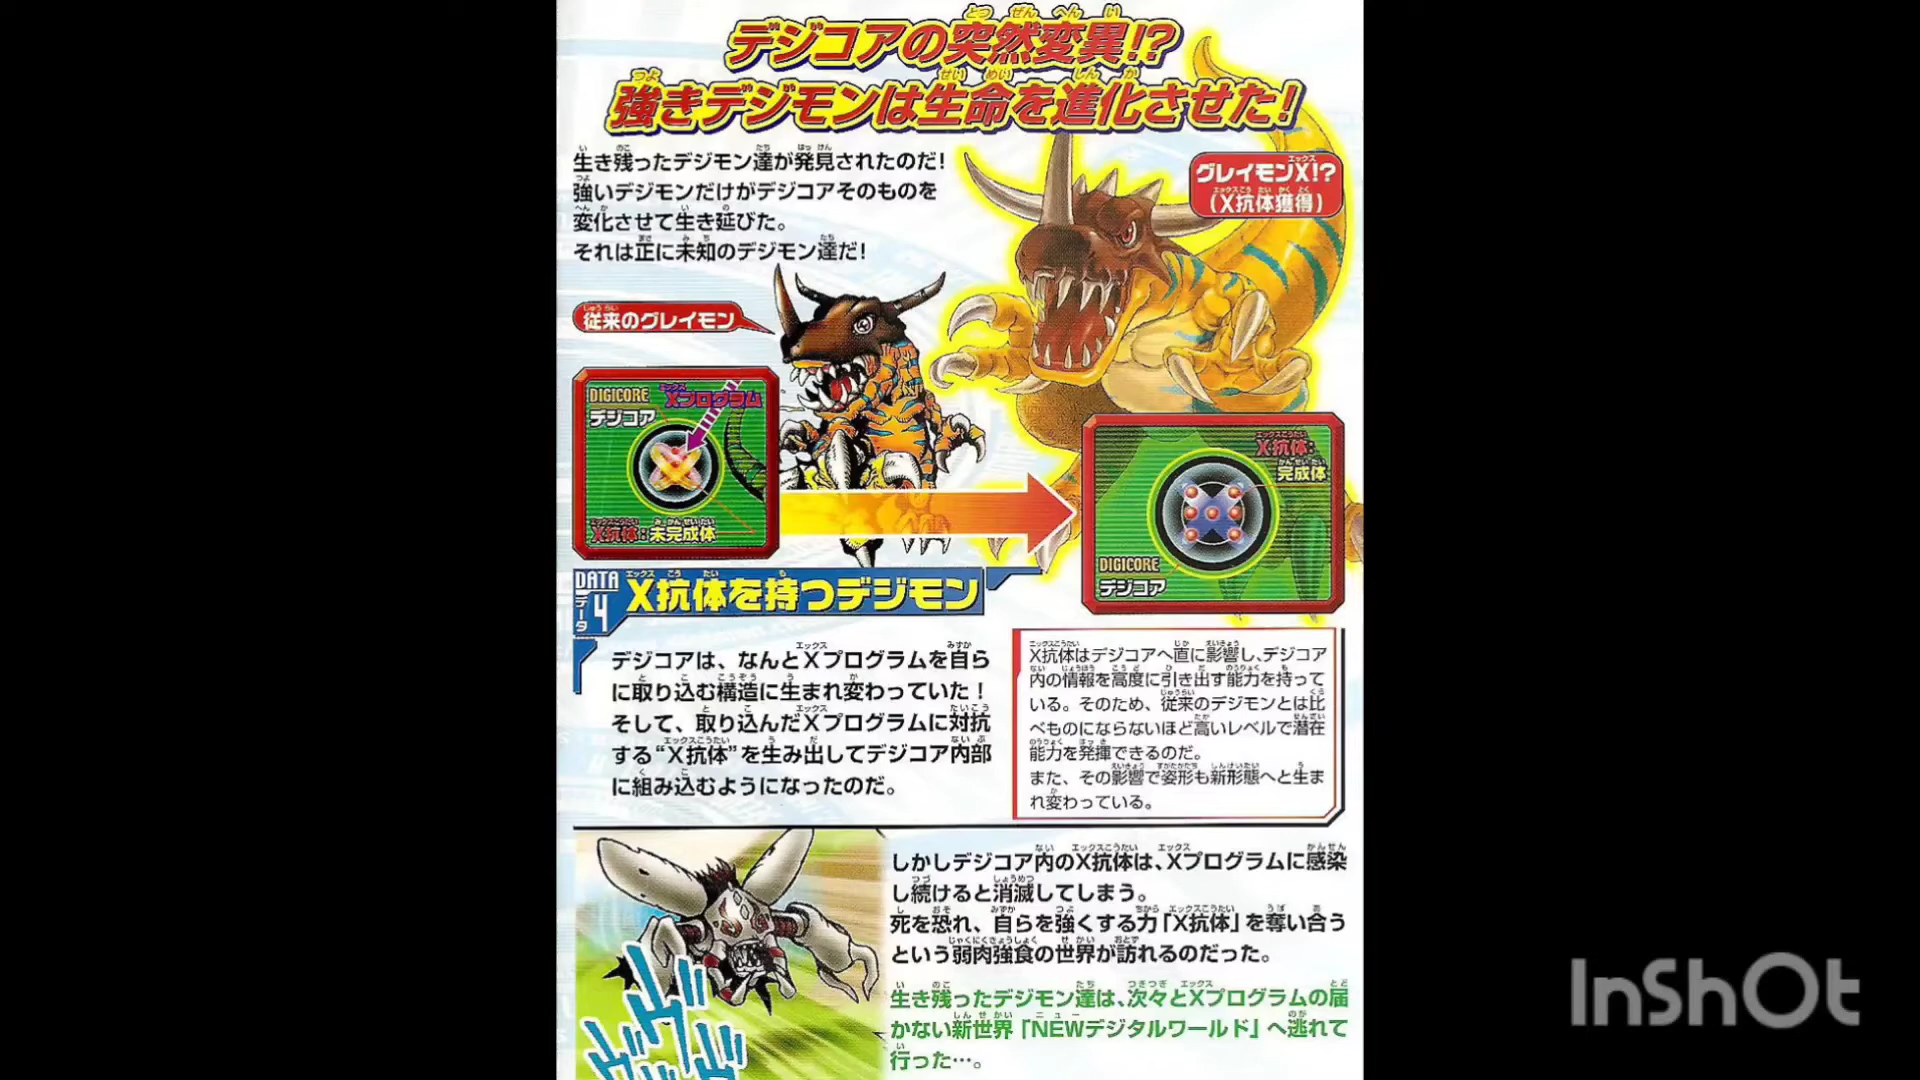 デジコアの突然変異!?
強きデジモンは生命を進化させた!
生き残ったデジモン達が発見されたのだ!
強いデジモンだけがデジコアそのものを
変化させて生き延びた。
それは正に未知のデジモン達だ!
グレイモンX!?
(X抗体獲得)
従来のグレイモン
DIGICORE
デジコア
Xプログラム
X抗体:未完成体
X抗体:
完成体
DIGICORE
デジコア
DATA
データ
4
X抗体を持つデジモン
デジコアは、なんとXプログラムを自ら
に取り込む構造に生まれ変わっていた!
そして、取り込んだXプログラムに対抗
する“X抗体”を生み出してデジコア内部
に組み込むようになったのだ。
X抗体はデジコアへ直に影響し、デジコア
内の情報を高度に引き出す能力を持って
いる。そのため、従来のデジモンとは比
べものにならないほど高いレベルで潜在
能力を発揮できるのだ。
また、その影響で姿形も新形態へと生ま
れ変わっている。
しかしデジコア内のX抗体は、Xプログラムに感染
し続けると消滅してしまう。
死を恐れ、自らを強くする力「X抗体」を奪い合う
という弱肉強食の世界が訪れるのだった。
生き残ったデジモン達は、次々とXプログラムの届
かない新世界「NEWデジタルワールド」へ逃れて
行った…。
InShOt